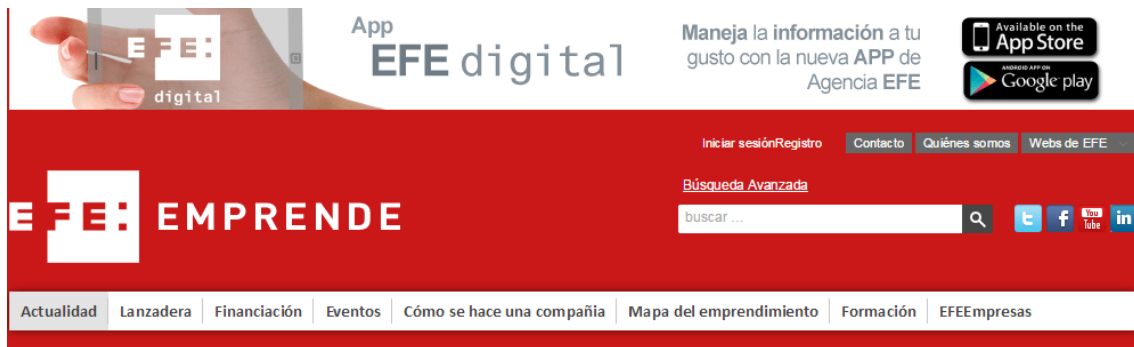 EFE:
digital
App
EFE digital
Maneja la información a tu
gusto con la nueva APP de
Agencia EFE
Available on the
App Store
ANDROID APP ON
Google play
Iniciar sesiónRegistro
Contacto
Quiénes somos
Webs de EFE
Búsqueda Avanzada
buscar ...
You
Tube
in
EFE: EMPRENDE
Actualidad
Lanzadera
Financiación
Eventos
Cómo se hace una compañia
Mapa del emprendimiento
Formación
EFEEmpresas